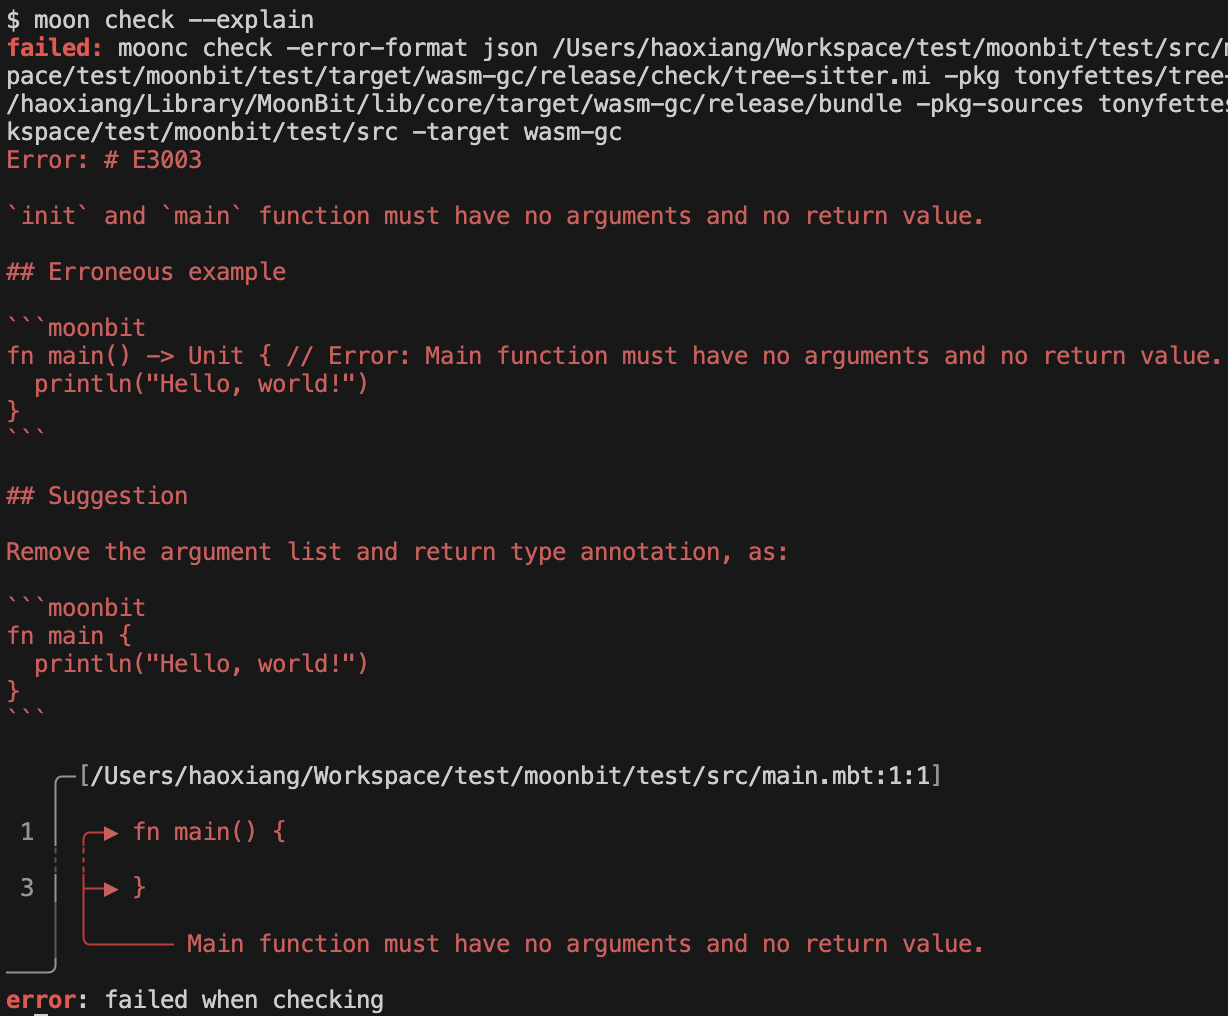 $ moon check --explain
failed: moonc check -error-format json /Users/haoxiang/Workspace/test/moonbit/test/src/
pace/test/moonbit/test/target/wasm-gc/release/check/tree-sitter.mi -pkg tonyfettes/tree-
/haoxiang/Library/MoonBit/lib/core/target/wasm-gc/release/bundle -pkg-sources tonyfettes
kspace/test/moonbit/test/src -target wasm-gc
Error: # E3003
`init` and `main` function must have no arguments and no return value.
## Erroneous example
```moonbit
fn main() -> Unit { // Error: Main function must have no arguments and no return value.
  println("Hello, world!")
}
```
## Suggestion
Remove the argument list and return type annotation, as:
```moonbit
fn main {
  println("Hello, world!")
}
```
[/Users/haoxiang/Workspace/test/moonbit/test/src/main.mbt:1:1]
1 fn main() {
3 }
Main function must have no arguments and no return value.
error: failed when checking